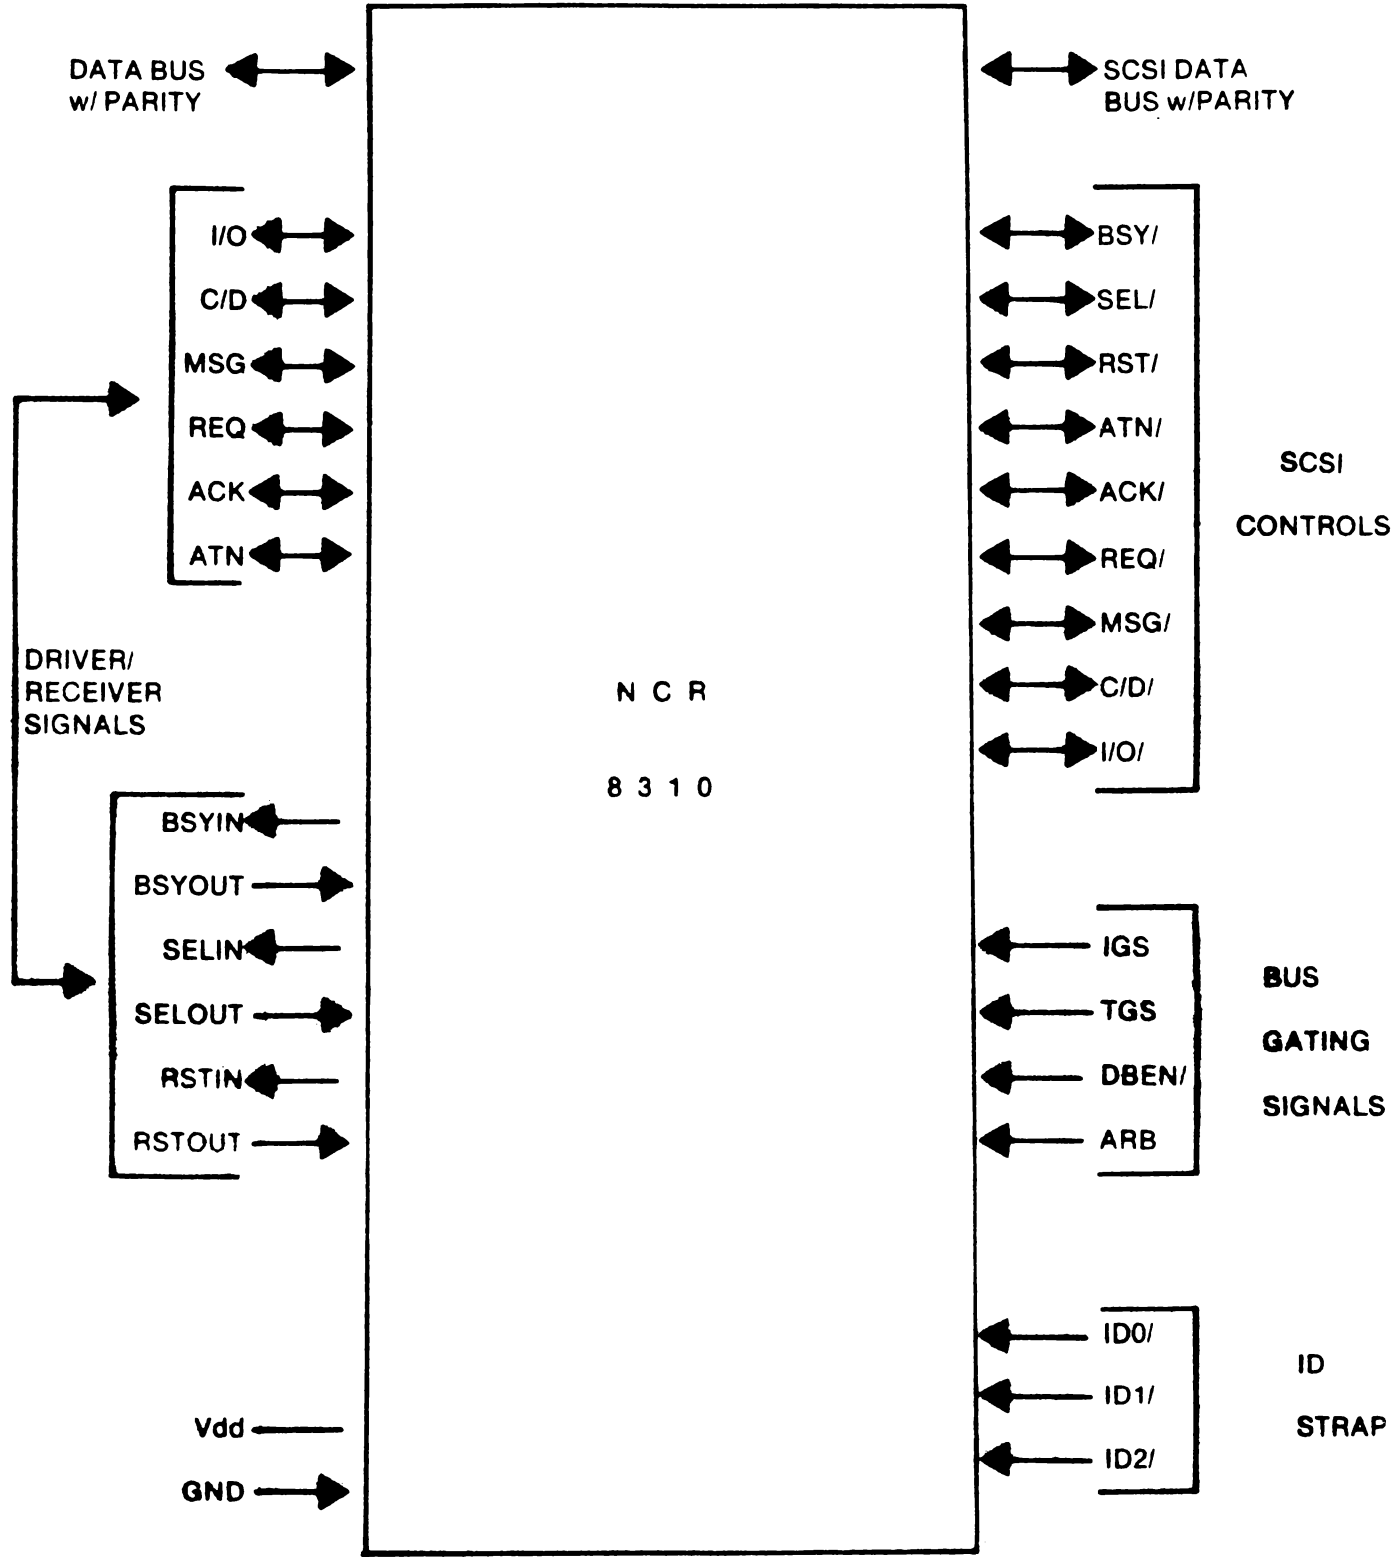 DATA BUS
w/ PARITY
I/O
C/D
MSG
REQ
ACK
ATN
DRIVER/
RECEIVER
SIGNALS
BSYIN
BSYOUT
SELIN
SELOUT
RSTIN
RSTOUT
Vdd
GND
N C R
8 3 1 0
SCSI DATA
BUS w/PARITY
BSY/
SEL/
RST/
ATN/
ACK/
REQ/
MSG/
C/D/
I/O/
SCSI
CONTROLS
IGS
TGS
DBEN/
ARB
BUS
GATING
SIGNALS
ID0/
ID1/
ID2/
ID
STRAP